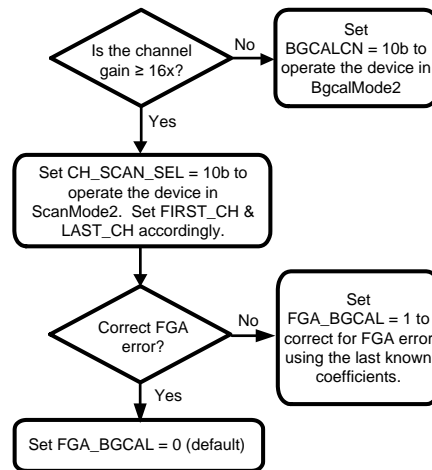 Is the channel
gain ≥ 16x?
No
Set
BGCALCN = 10b to
operate the device in
BgcalMode2
Yes
Set CH_SCAN_SEL = 10b to
operate the device in
ScanMode2. Set FIRST_CH &
LAST_CH accordingly.
Correct FGA
error?
No
Set
FGA_BGCAL = 1 to
correct for FGA error
using the last known
coefficients.
Yes
Set FGA_BGCAL = 0 (default)